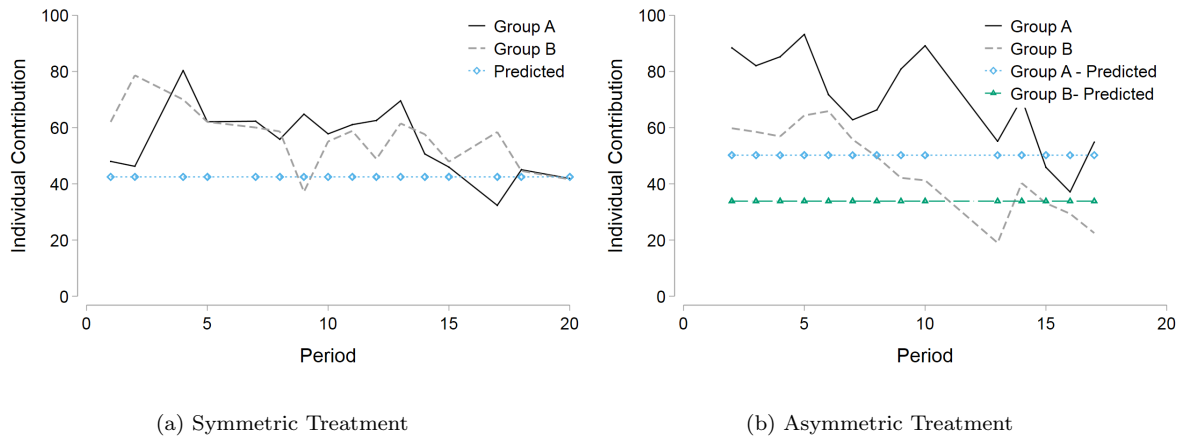 100
80
60
40
20
0
Individual Contribution
0 5 10 15 20
Period
Group A
Group B
Predicted
(a) Symmetric Treatment
100
80
60
40
20
0
Individual Contribution
0 5 10 15 20
Period
Group A
Group B
Group A - Predicted
Group B- Predicted
(b) Asymmetric Treatment